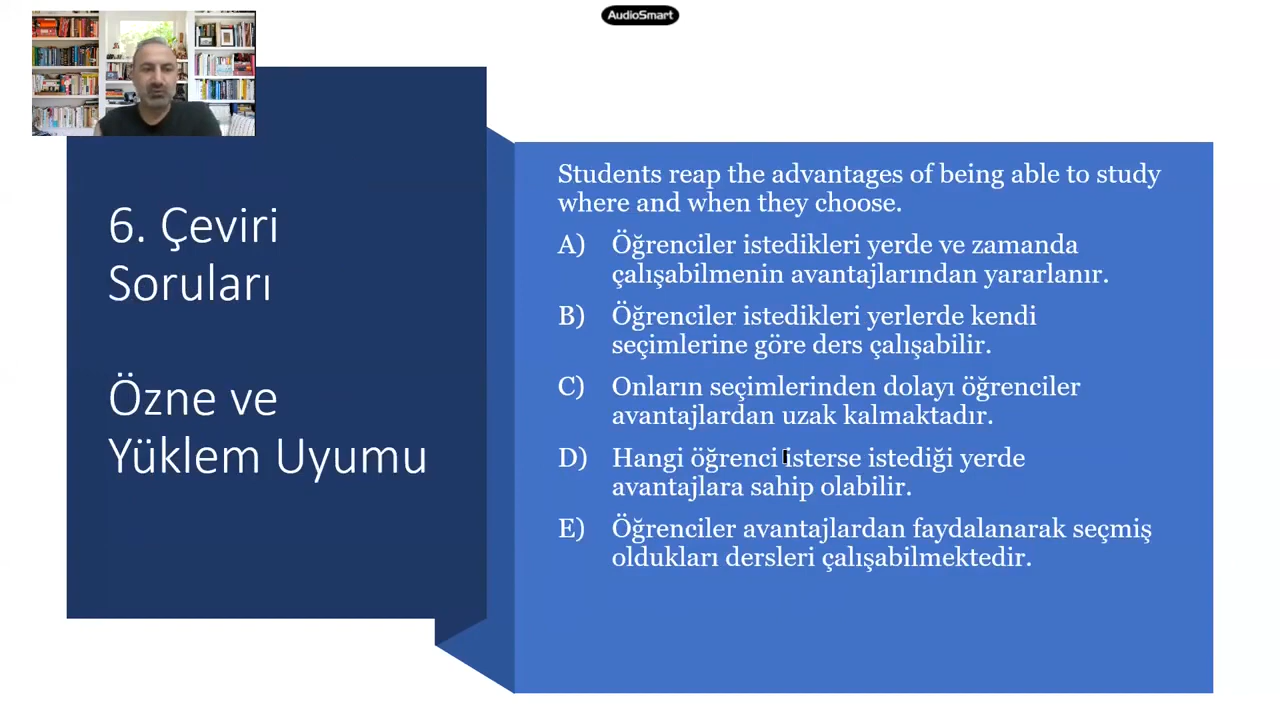 AudioSmart
6. Çeviri
Soruları
Özne ve
Yüklem Uyumu
Students reap the advantages of being able to study
where and when they choose.
A) Öğrenciler istedikleri yerde ve zamanda
çalışabilmenin avantajlarından yararlanır.
B) Öğrenciler istedikleri yerlerde kendi
seçimlerine göre ders çalışabilir.
C) Onların seçimlerinden dolayı öğrenciler
avantajlardan uzak kalmaktadır.
D) Hangi öğrenci isterse istediği yerde
avantajlara sahip olabilir.
E) Öğrenciler avantajlardan faydalanarak seçmiş
oldukları dersleri çalışabilmektedir.